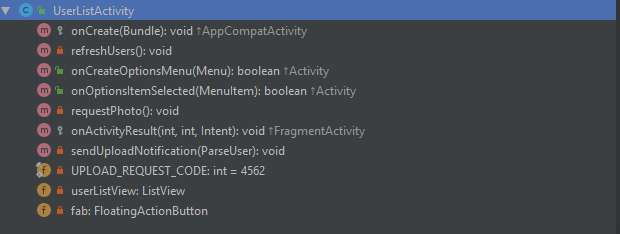 UserListActivity
onCreate(Bundle): void ↑AppCompatActivity
refreshUsers(): void
onCreateOptionsMenu(Menu): boolean ↑Activity
onOptionsItemSelected(MenuItem): boolean ↑Activity
requestPhoto(): void
onActivityResult(int, int, Intent): void ↑FragmentActivity
sendUploadNotification(ParseUser): void
UPLOAD_REQUEST_CODE: int = 4562
userListView: ListView
fab: FloatingActionButton